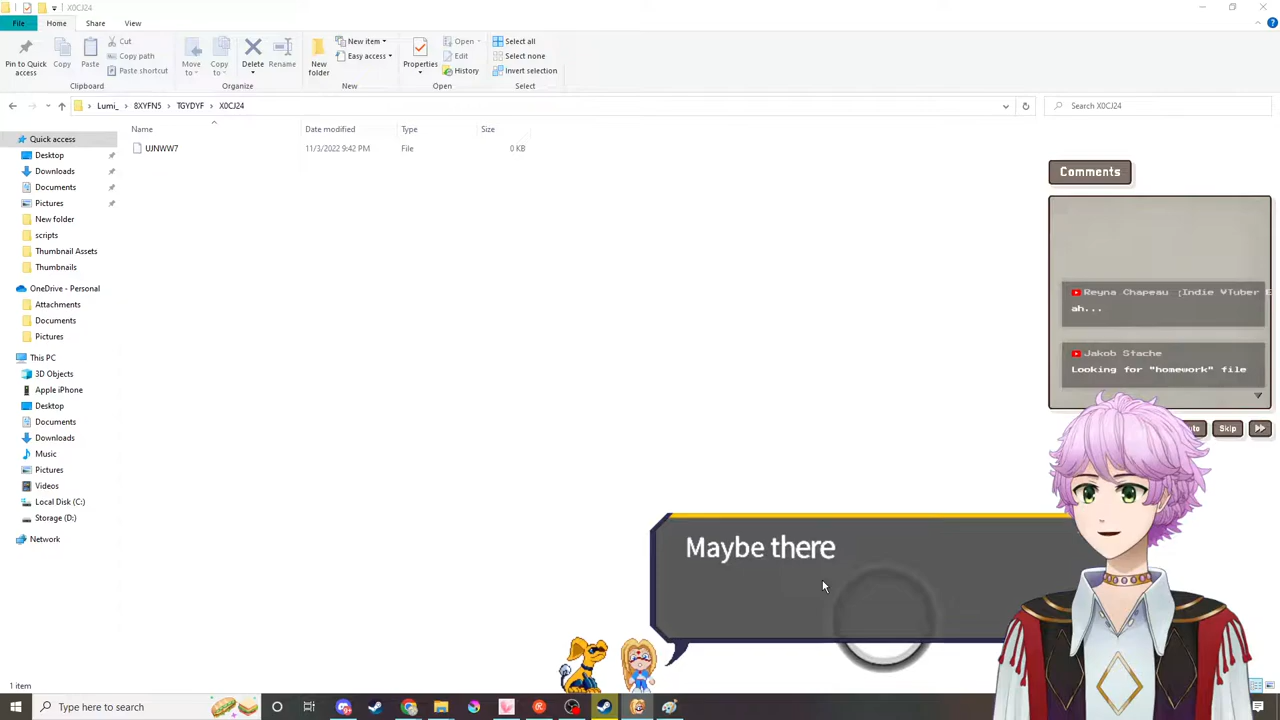 X0CJ24
File
Home
Share
View
Pin to Quick access
Copy
Paste
Cut
Copy path
Paste shortcut
Clipboard
Move to
Copy to
Delete
Rename
Organize
New folder
New item
Easy access
New
Properties
Open
Edit
History
Open
Select all
Select none
Invert selection
Select
Lumi_ > 8XYFN5 > TGYDYF > X0CJ24
Search X0CJ24
Name
Date modified
Type
Size
UJNWW7
11/3/2022 9:42 PM
File
0 KB
Quick access
Desktop
Downloads
Documents
Pictures
New folder
scripts
Thumbnail Assets
Thumbnails
OneDrive - Personal
Attachments
Documents
Pictures
This PC
3D Objects
Apple iPhone
Desktop
Documents
Downloads
Music
Pictures
Videos
Local Disk (C:)
Storage (D:)
Network
Comments
Reyna Chapeau ¡Indie VTuber
ah...
Jakob Stache
Looking for "homework" file
Skip
Maybe there
1 item
Type here to search